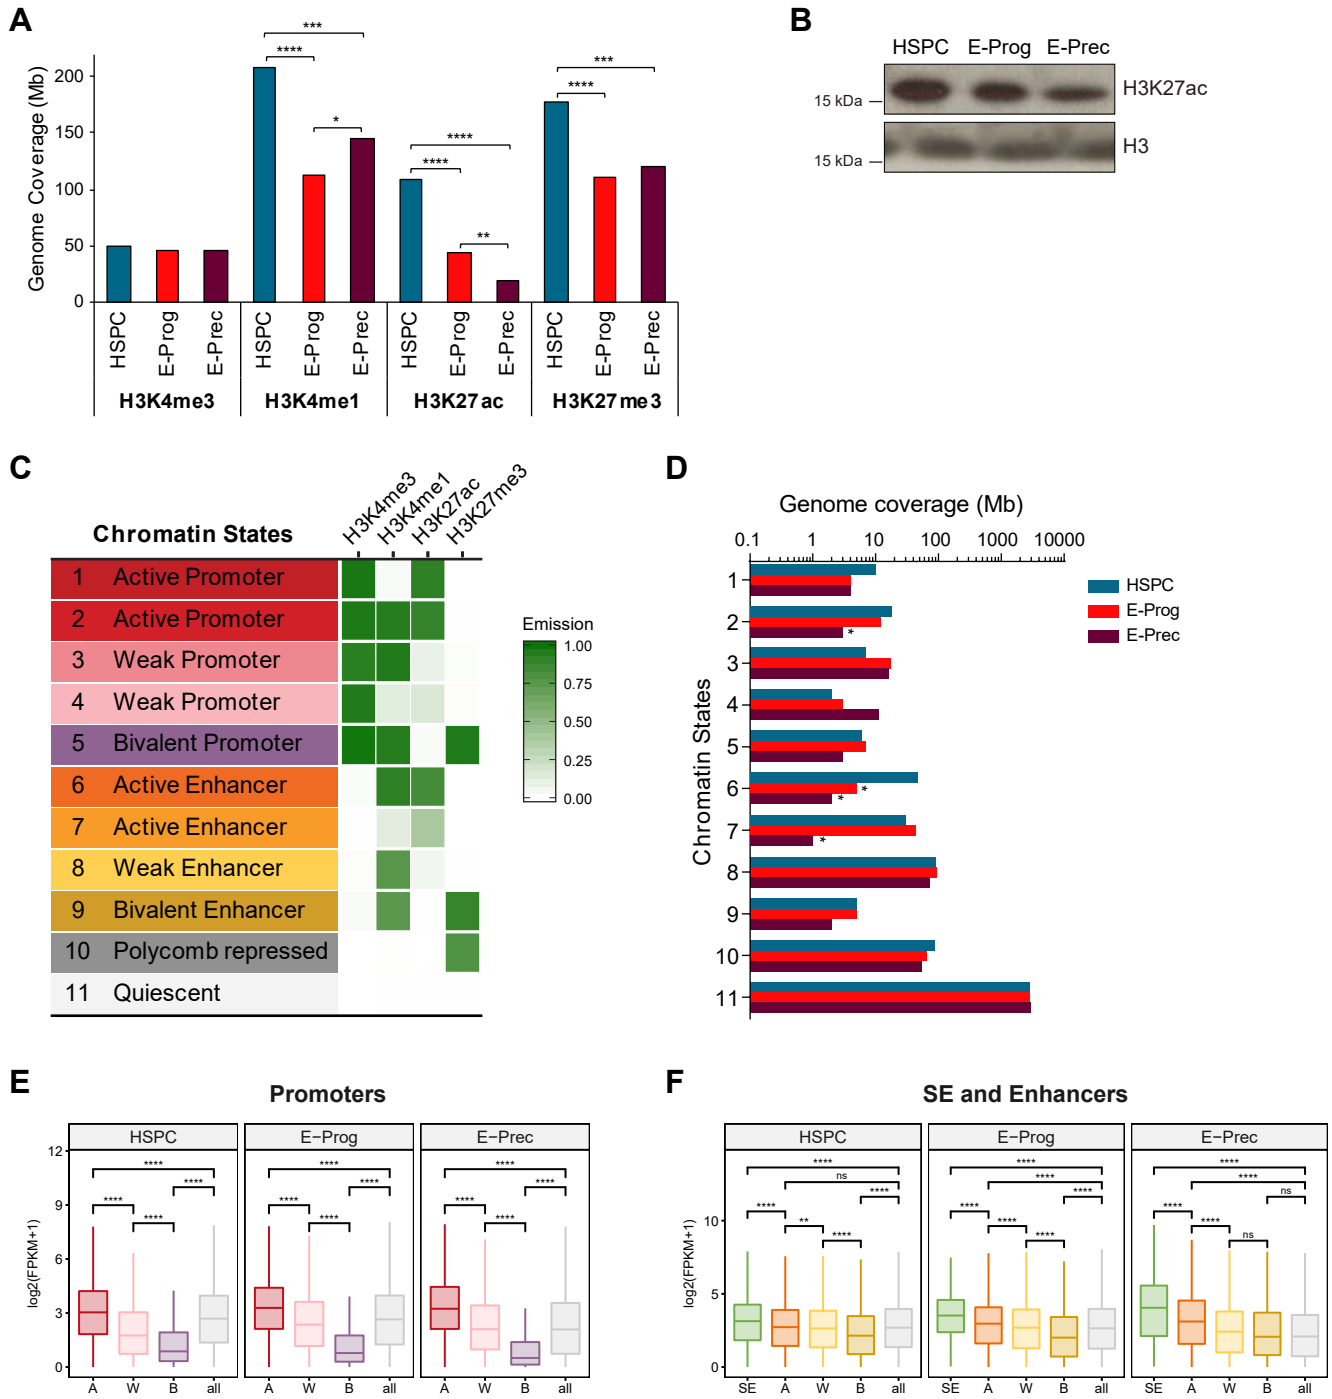 A
Genome Coverage (Mb)
200
150
100
50
0
***
****
*
****
****
**
***
****
HSPC
E-Prog
E-Prec
HSPC
E-Prog
E-Prec
HSPC
E-Prog
E-Prec
HSPC
E-Prog
E-Prec
H3K4me3
H3K4me1
H3K27ac
H3K27me3
B
HSPC E-Prog E-Prec
15 kDa
H3K27ac
15 kDa
H3
C
Chromatin States
H3K4me3
H3K4me1
H3K27ac
H3K27me3
1 Active Promoter
2 Active Promoter
3 Weak Promoter
4 Weak Promoter
5 Bivalent Promoter
6 Active Enhancer
7 Active Enhancer
8 Weak Enhancer
9 Bivalent Enhancer
10 Polycomb repressed
11 Quiescent
Emission
1.00
0.75
0.50
0.25
0.00
D
Genome coverage (Mb)
0.1 1 10 100 1000 10000
Chromatin States
1
2
*
3
4
5
6
*
*
7
*
8
9
10
11
HSPC
E-Prog
E-Prec
E
Promoters
HSPC
E−Prog
E−Prec
log2(FPKM+1)
12
9
6
3
0
****
****
****
****
****
****
****
****
****
****
****
****
A W B all
A W B all
A W B all
F
SE and Enhancers
HSPC
E−Prog
E−Prec
log2(FPKM+1)
10
5
0
****
ns
****
****
**
****
****
****
****
****
****
****
****
****
ns
****
****
ns
SE A W B all
SE A W B all
SE A W B all